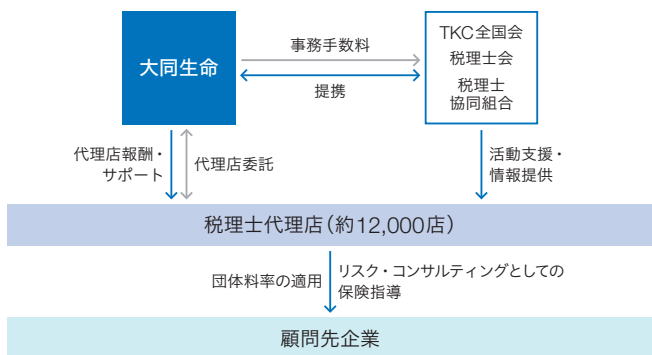 大同生命
事務手数料
提携
TKC全国会
税理士会
税理士
協同組合
代理店報酬・
サポート
代理店委託
活動支援・
情報提供
税理士代理店(約12,000店)
団体料率の適用
リスク・コンサルティングとしての
保険指導
顧問先企業